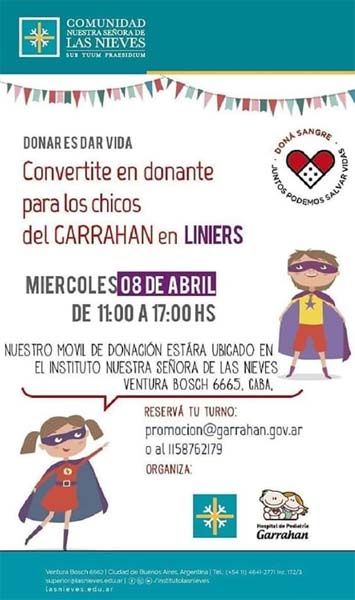 COMUNIDAD
NUESTRA SEÑORA DE
LAS NIEVES
SUB TUUM PRAESIDIUM
DONAR ES DAR VIDA
Convertite en donante
para los chicos
del GARRAHAN en LINIERS
DONÁ SANGRE
JUNTOS PODEMOS SALVAR VIDAS
MIERCOLES 08 DE ABRIL
DE 11:00 A 17:00 HS
NUESTRO MOVIL DE DONACIÓN ESTÁRA UBICADO EN
EL INSTITUTO NUESTRA SEÑORA DE LAS NIEVES
VENTURA BOSCH 6665, CABA,
RESERVÁ TU TURNO:
promocion@garrahan.gov.ar
o al 1158762179
ORGANIZA:
Hospital de Pediatría
Garrahan
Ventura Bosch 6662 | Ciudad de Buenos Aires, Argentina | Tel.: (+54 11) 4641-2771 Int. 172/3
superior@lasnieves.edu.ar | /institutolasnieves
lasnieves.edu.ar